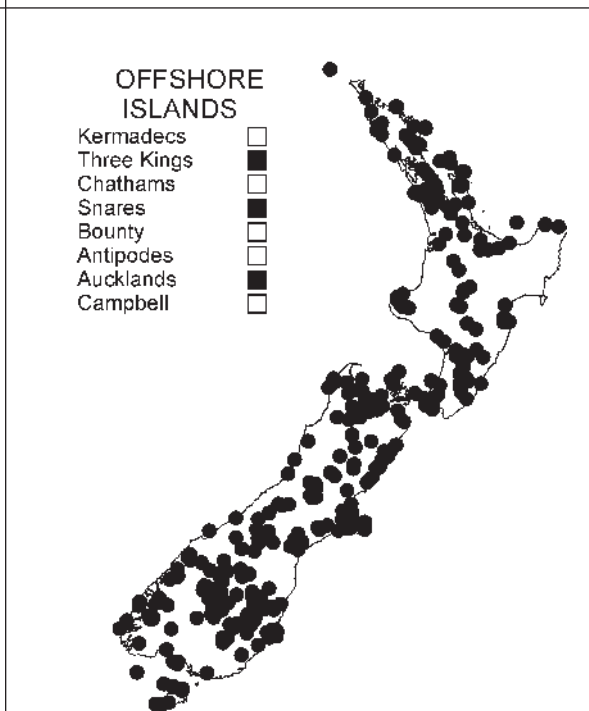 OFFSHORE
ISLANDS
Kermadecs
Three Kings
Chathams
Snares
Bounty
Antipodes
Aucklands
Campbell